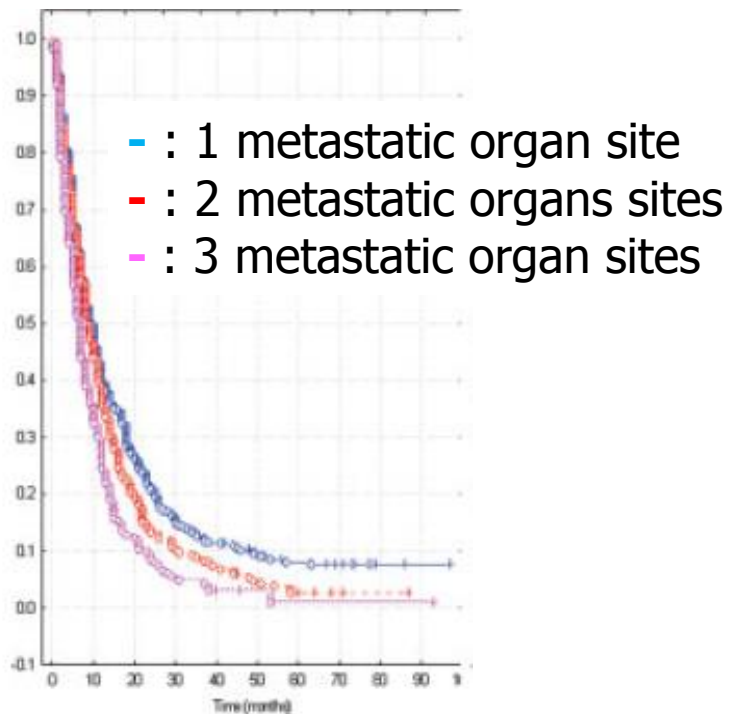 1.0
0.9
- : 1 metastatic organ site
0.8
- : 2 metastatic organs sites
0.7
- : 3 metastatic organ sites
0.6
0.5
0.4
0.3
0.2
0.1
0.0
-0.1
0 10 20 30 40 50 60 70 80 90
Time (months)